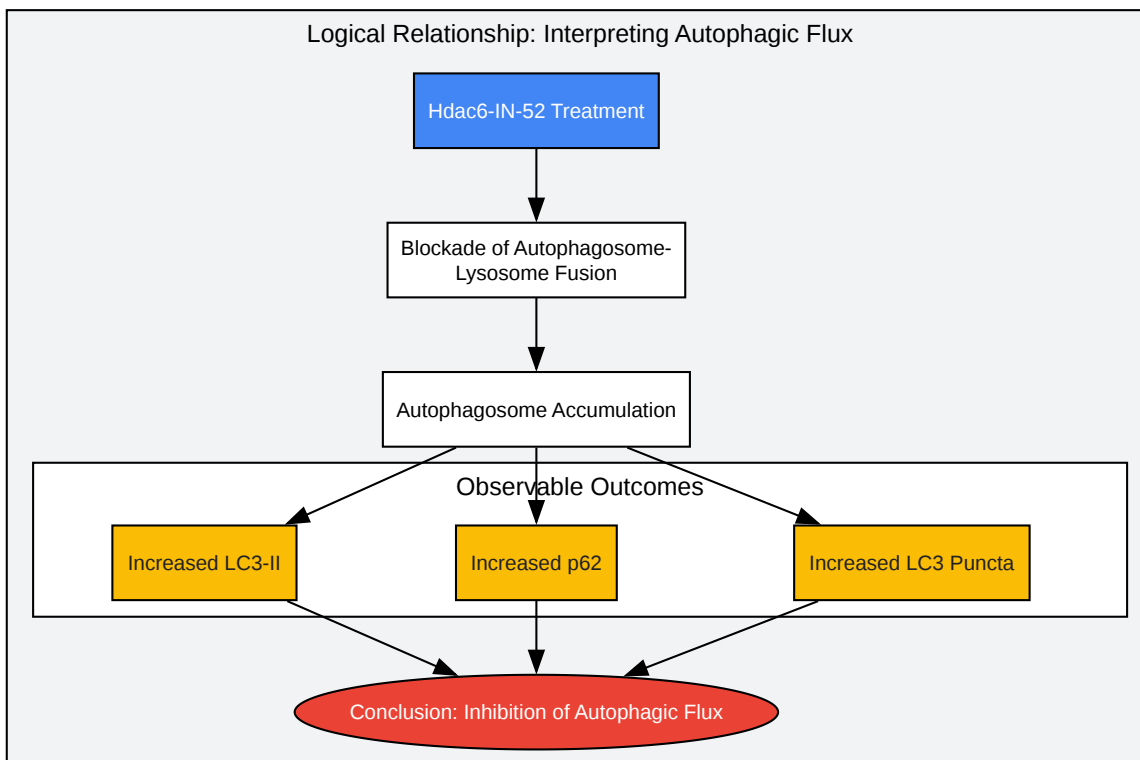 Logical Relationship: Interpreting Autophagic Flux
Hdac6-IN-52 Treatment
Blockade of Autophagosome-
Lysosome Fusion
Autophagosome Accumulation
Observable Outcomes
Increased LC3-II
Increased p62
Increased LC3 Puncta
Conclusion: Inhibition of Autophagic Flux